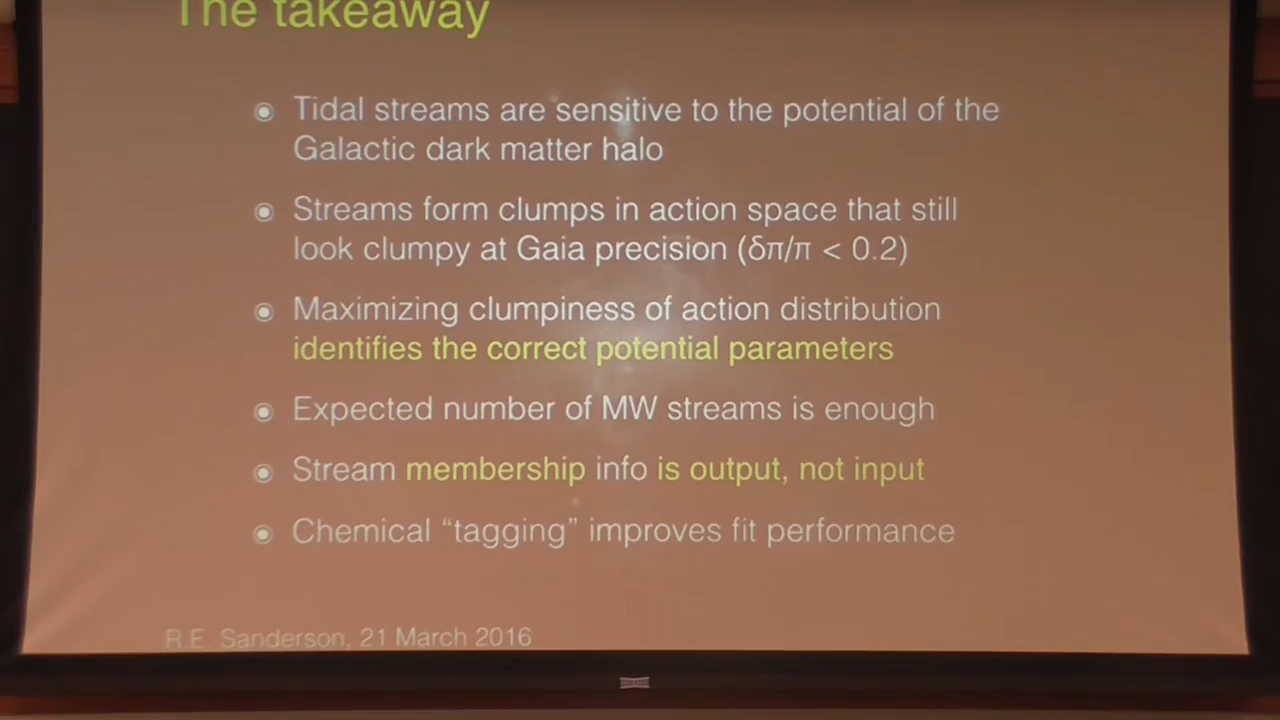 The takeaway
Tidal streams are sensitive to the potential of the
Galactic dark matter halo
Streams form clumps in action space that still
look clumpy at Gaia precision (δπ/π < 0.2)
Maximizing clumpiness of action distribution
identifies the correct potential parameters
Expected number of MW streams is enough
Stream membership info is output, not input
Chemical “tagging” improves fit performance
R.E. Sanderson, 21 March 2016